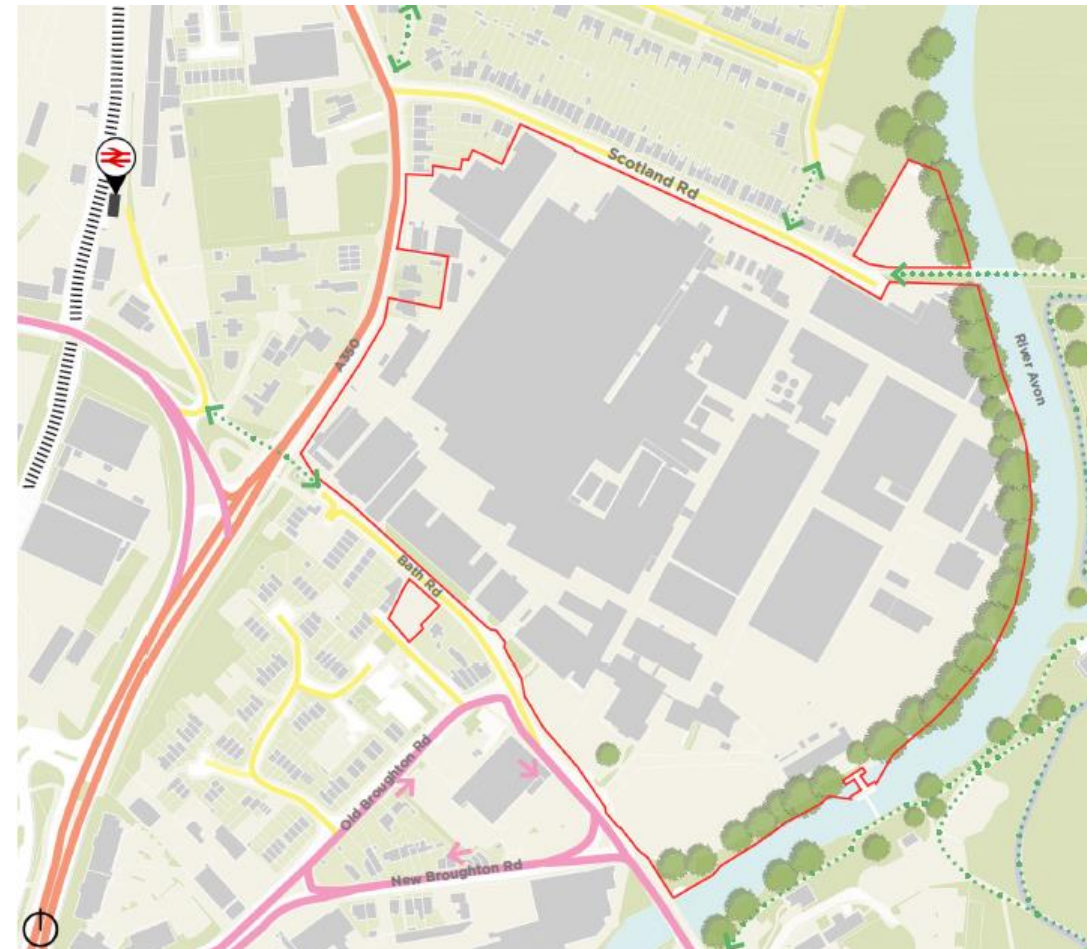 Scotland Rd
A350
River Avon
Bath Rd
Old Broughton Rd
New Broughton Rd